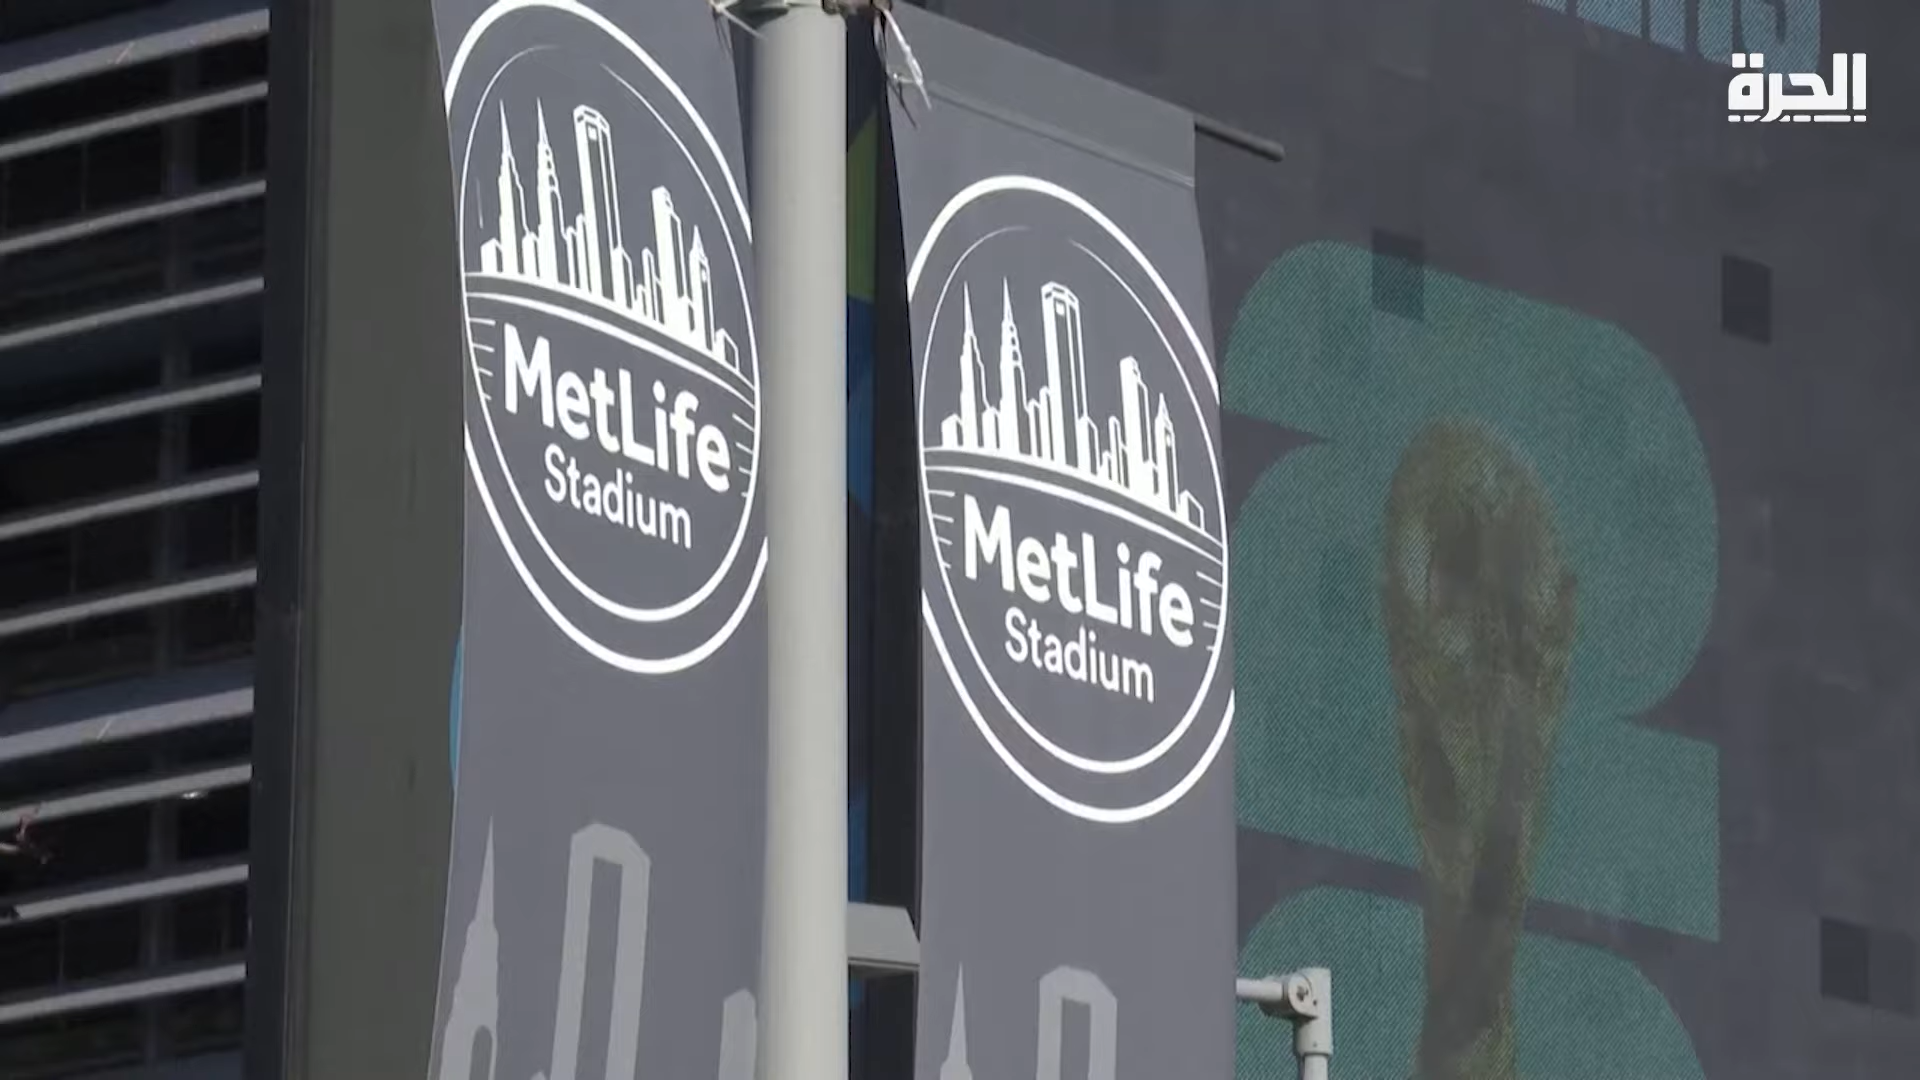 الحرة
MetLife
Stadium
MetLife
Stadium